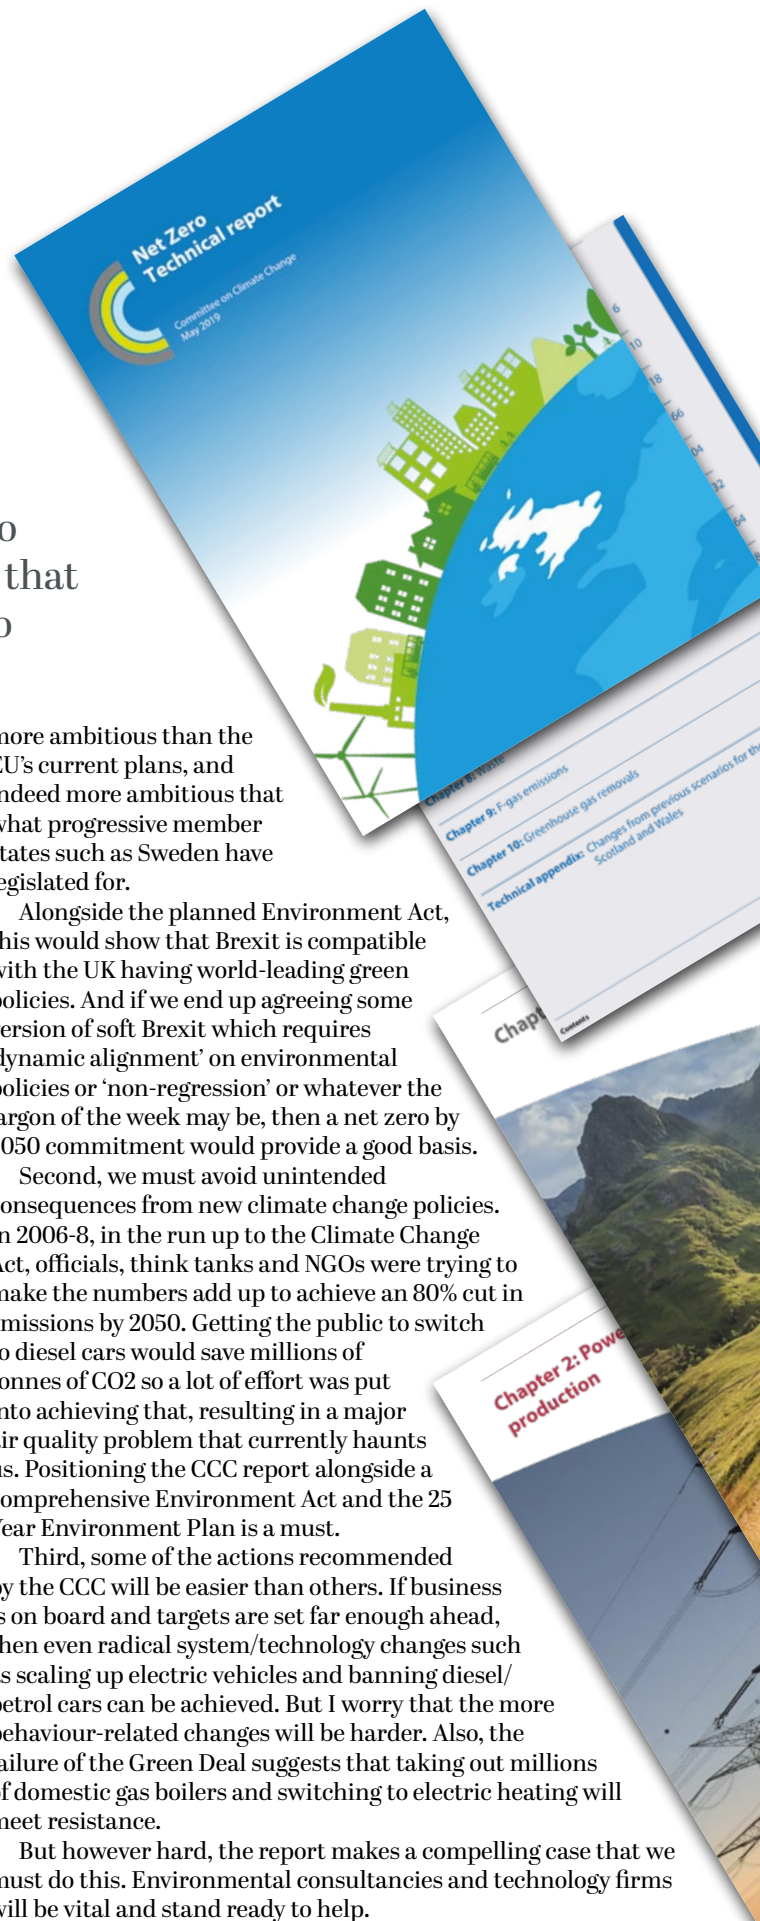 Net Zero
Technical report
Committee on Climate Change
May 2019
6
10
18
66
04
32
64
that
more ambitious than the
EU's current plans, and
indeed more ambitious that
what progressive member
states such as Sweden have
legislated for.
Alongside the planned Environment Act,
this would show that Brexit is compatible
with the UK having world-leading green
policies. And if we end up agreeing some
version of soft Brexit which requires
'dynamic alignment' on environmental
policies or 'non-regression' or whatever the
jargon of the week may be, then a net zero by
2050 commitment would provide a good basis.
Second, we must avoid unintended
consequences from new climate change policies.
In 2006-8, in the run up to the Climate Change
Act, officials, think tanks and NGOs were trying to
make the numbers add up to achieve an 80% cut in
emissions by 2050. Getting the public to switch
to diesel cars would save millions of
tonnes of CO2 so a lot of effort was put
into achieving that, resulting in a major
air quality problem that currently haunts
us. Positioning the CCC report alongside a
comprehensive Environment Act and the 25
Year Environment Plan is a must.
Third, some of the actions recommended
by the CCC will be easier than others. If business
is on board and targets are set far enough ahead,
then even radical system/technology changes such
as scaling up electric vehicles and banning diesel/
petrol cars can be achieved. But I worry that the more
behaviour-related changes will be harder. Also, the
failure of the Green Deal suggests that taking out millions
of domestic gas boilers and switching to electric heating will
meet resistance.
But however hard, the report makes a compelling case that we
must do this. Environmental consultancies and technology firms
will be vital and stand ready to help.
Chapter 8: Waste
Chapter 9: F-gas emissions
Chapter 10: Greenhouse gas removals
Technical appendix: Changes from previous scenarios for the
Scotland and Wales
Contents
Chapt
Chapter 2: Powe
production